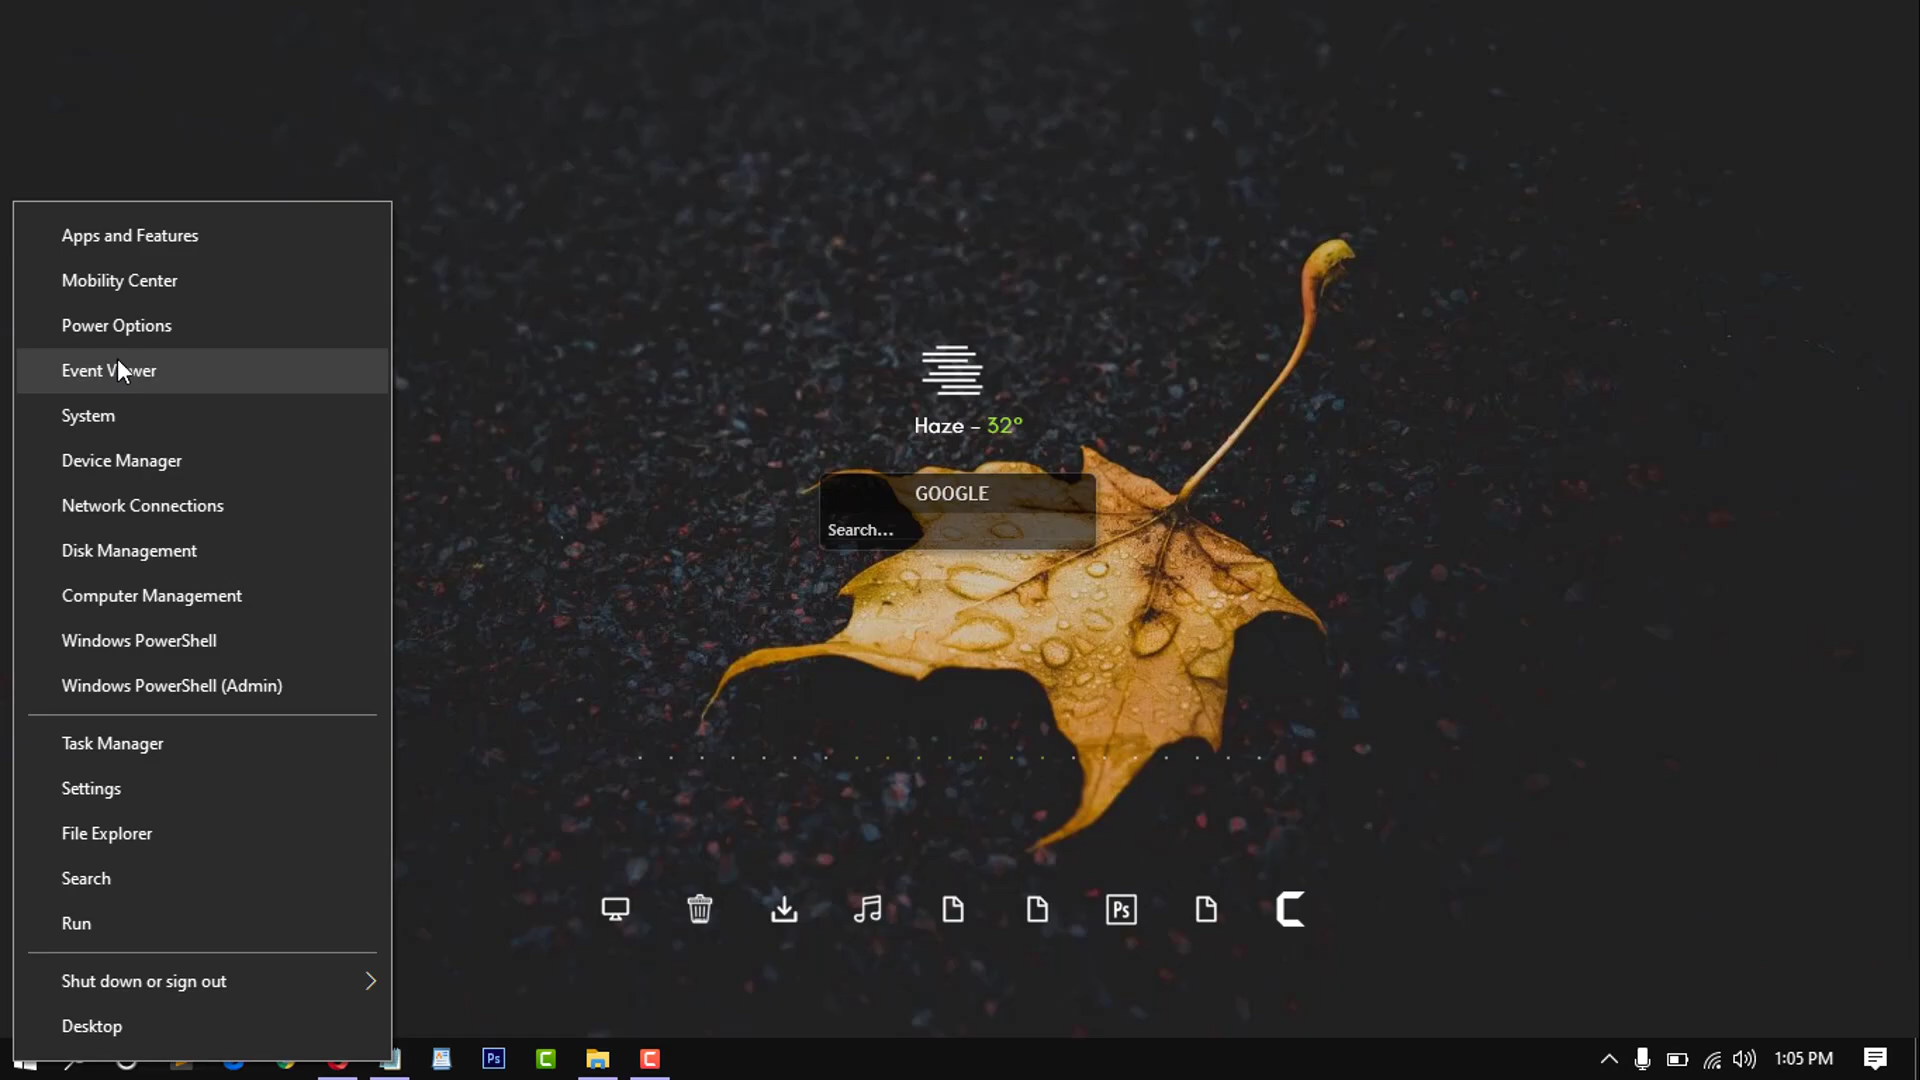 Apps and Features
Mobility Center
Power Options
Event Viewer
System
Device Manager
Network Connections
Disk Management
Computer Management
Windows PowerShell
Windows PowerShell (Admin)
Task Manager
Settings
File Explorer
Search
Run
Shut down or sign out
Desktop
Haze - 32°
GOOGLE
Search...
Ps
Ps
1:05 PM